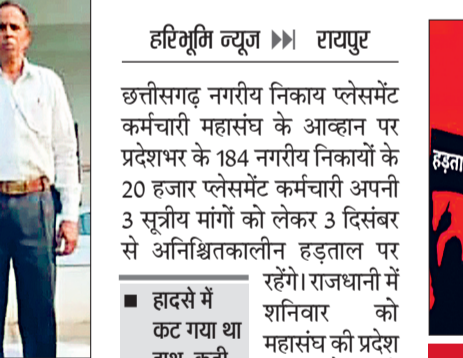 हरिभूमि न्यूज ▶▶| रायपुर
छत्तीसगढ़ नगरीय निकाय प्लेसमेंट
कर्मचारी महासंघ के आव्हान पर
प्रदेशभर के 184 नगरीय निकायों के
20 हजार प्लेसमेंट कर्मचारी अपनी
3 सूत्रीय मांगों को लेकर 3 दिसंबर
से अनिश्चितकालीन हड़ताल पर
रहेंगे। राजधानी में
शनिवार को
महासंघ की प्रदेश
■ हादसे में
कट गया था